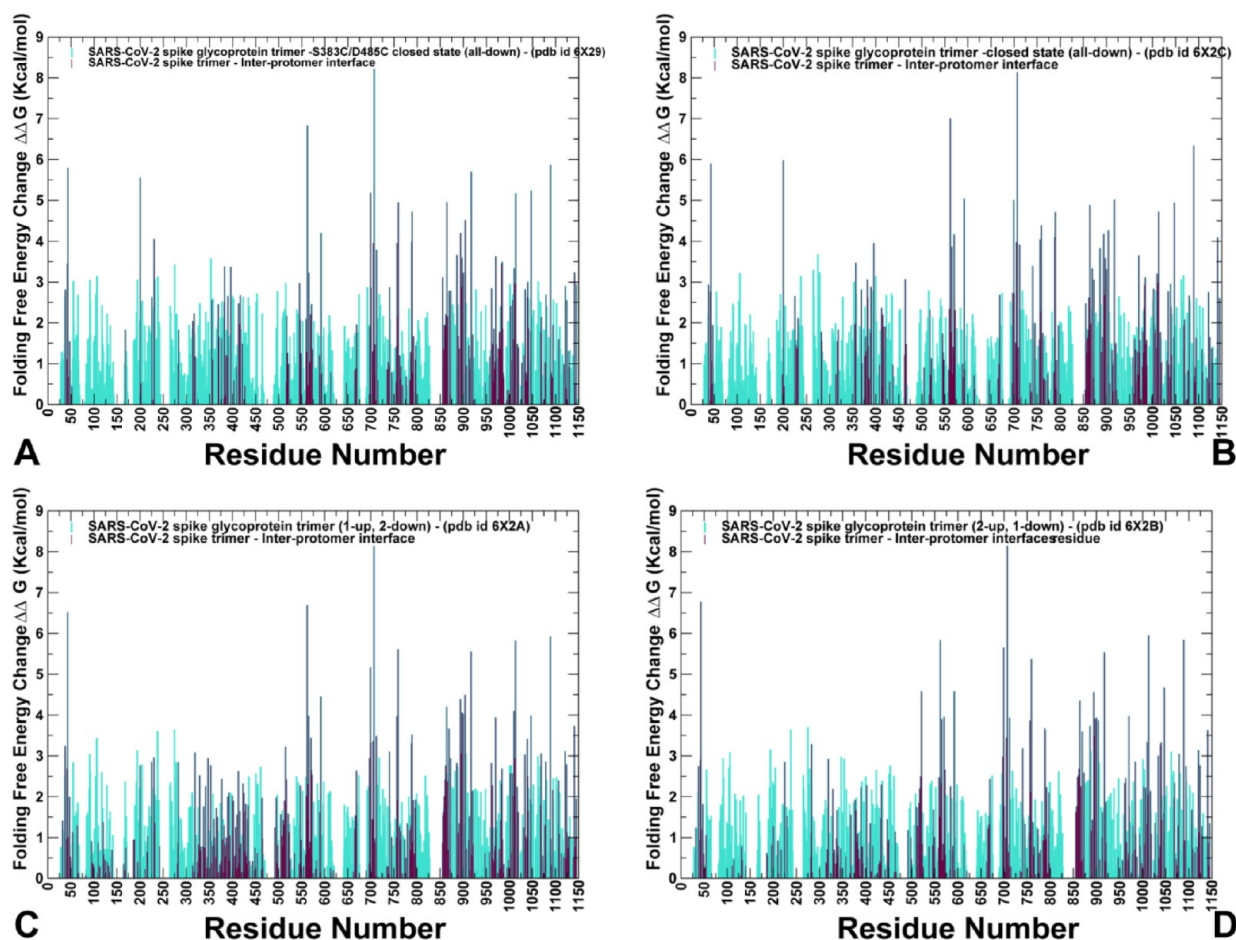 SARS-CoV-2 spike glycoprotein trimer -S383C/D485C closed state (all-down) - (pdb id 6X29)
SARS-CoV-2 spike trimer - Inter-protomer interface
Folding Free Energy Change ΔΔG (Kcal/mol)
9
8
7
6
5
4
3
2
1
0
0 50 100 150 200 250 300 350 400 450 500 550 600 650 700 750 800 850 900 950 1000 1050 1100 1150
Residue Number
A
SARS-CoV-2 spike glycoprotein trimer -closed state (all-down) - (pdb id 6X2C)
SARS-CoV-2 spike trimer - Inter-protomer interface
Folding Free Energy Change ΔΔG (Kcal/mol)
9
8
7
6
5
4
3
2
1
0
0 50 100 150 200 250 300 350 400 450 500 550 600 650 700 750 800 850 900 950 1000 1050 1100 1150
Residue Number
B
SARS-CoV-2 spike glycoprotein trimer (1-up, 2-down) - (pdb id 6X2A)
SARS-CoV-2 spike trimer - Inter-protomer interface
Folding Free Energy Change ΔΔ G (Kcal/mol)
9
8
7
6
5
4
3
2
1
0
0 50 100 150 200 250 300 350 400 450 500 550 600 650 700 750 800 850 900 950 1000 1050 1100 1150
Residue Number
C
SARS-CoV-2 spike glycoprotein trimer (2-up, 1-down) - (pdb id 6X2B)
SARS-CoV-2 spike trimer - Inter-protomer interfacesresidue
Folding Free Energy Change ΔΔG (Kcal/mol)
9
8
7
6
5
4
3
2
1
0
0 50 100 150 200 250 300 350 400 450 500 550 600 650 700 750 800 850 900 950 1000 1050 1100 1150
Residue Number
D